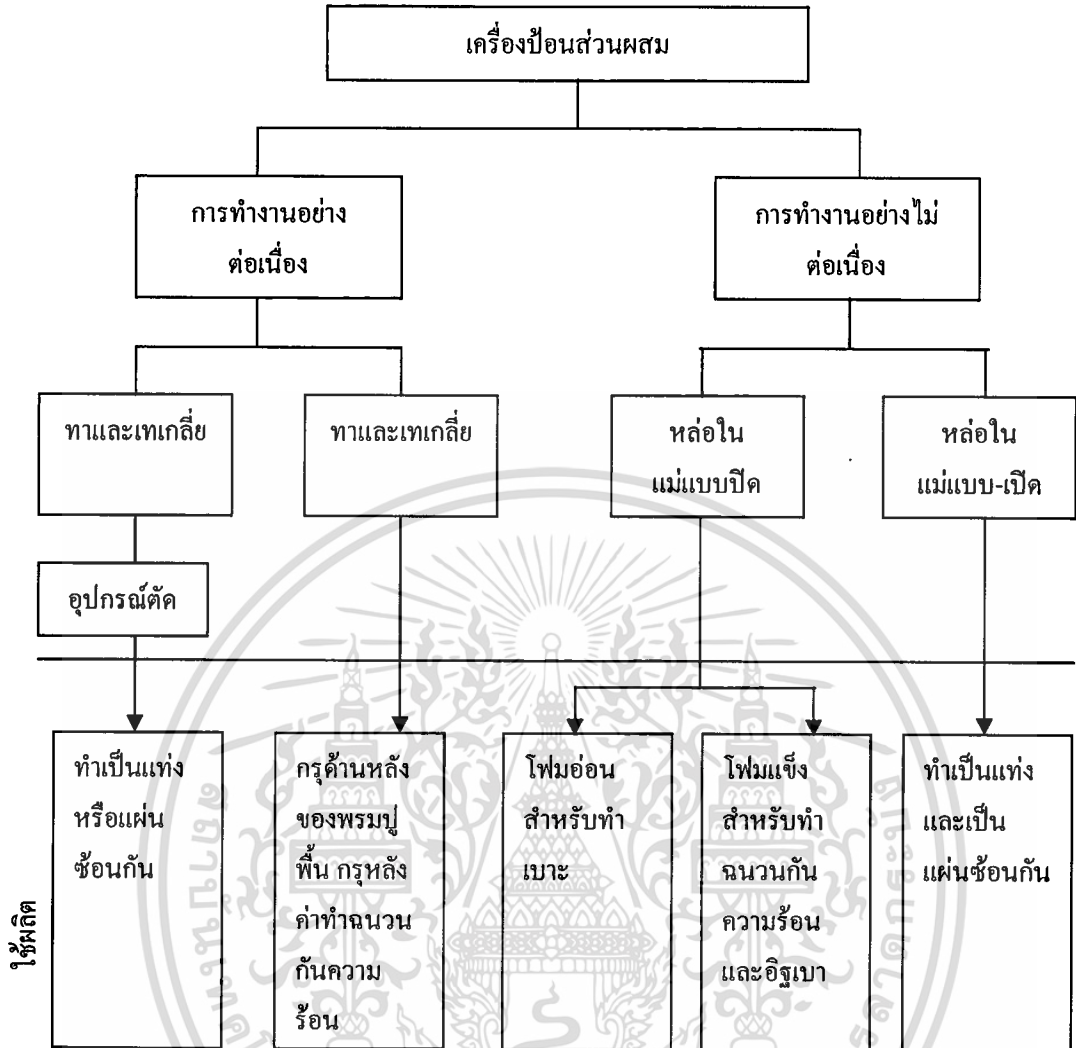 เครื่องป้อนส่วนผสม
การทำงานอย่าง
ต่อเนื่อง
การทำงานอย่างไม่
ต่อเนื่อง
ทาและเทเกลี่ย
ทาและเทเกลี่ย
หล่อใน
แม่แบบปิด
หล่อใน
แม่แบบ-เปิด
อุปกรณ์ตัด
ใช้ผลิต
ทำเป็นแท่ง
หรือแผ่น
ซ้อนกัน
กรุด้านหลัง
ของพรมปู
พื้น กรุหลัง
ค่าทำฉนวน
กันความ
ร้อน
โฟมอ่อน
สำหรับทำ
เบาะ
โฟมแข็ง
สำหรับทำ
ฉนวนกัน
ความร้อน
และอิฐเบา
ทำเป็นแท่ง
และเป็น
แผ่นซ้อนกัน